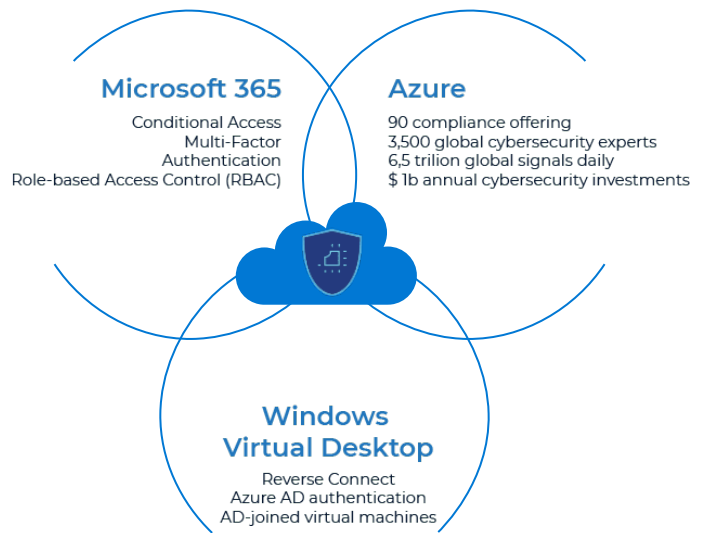 Microsoft 365
Conditional Access
Multi-Factor
Authentication
Role-based Access Control (RBAC)
Azure
90 compliance offering
3,500 global cybersecurity experts
6,5 trilion global signals daily
$ 1b annual cybersecurity investments
Windows
Virtual Desktop
Reverse Connect
Azure AD authentication
AD-joined virtual machines